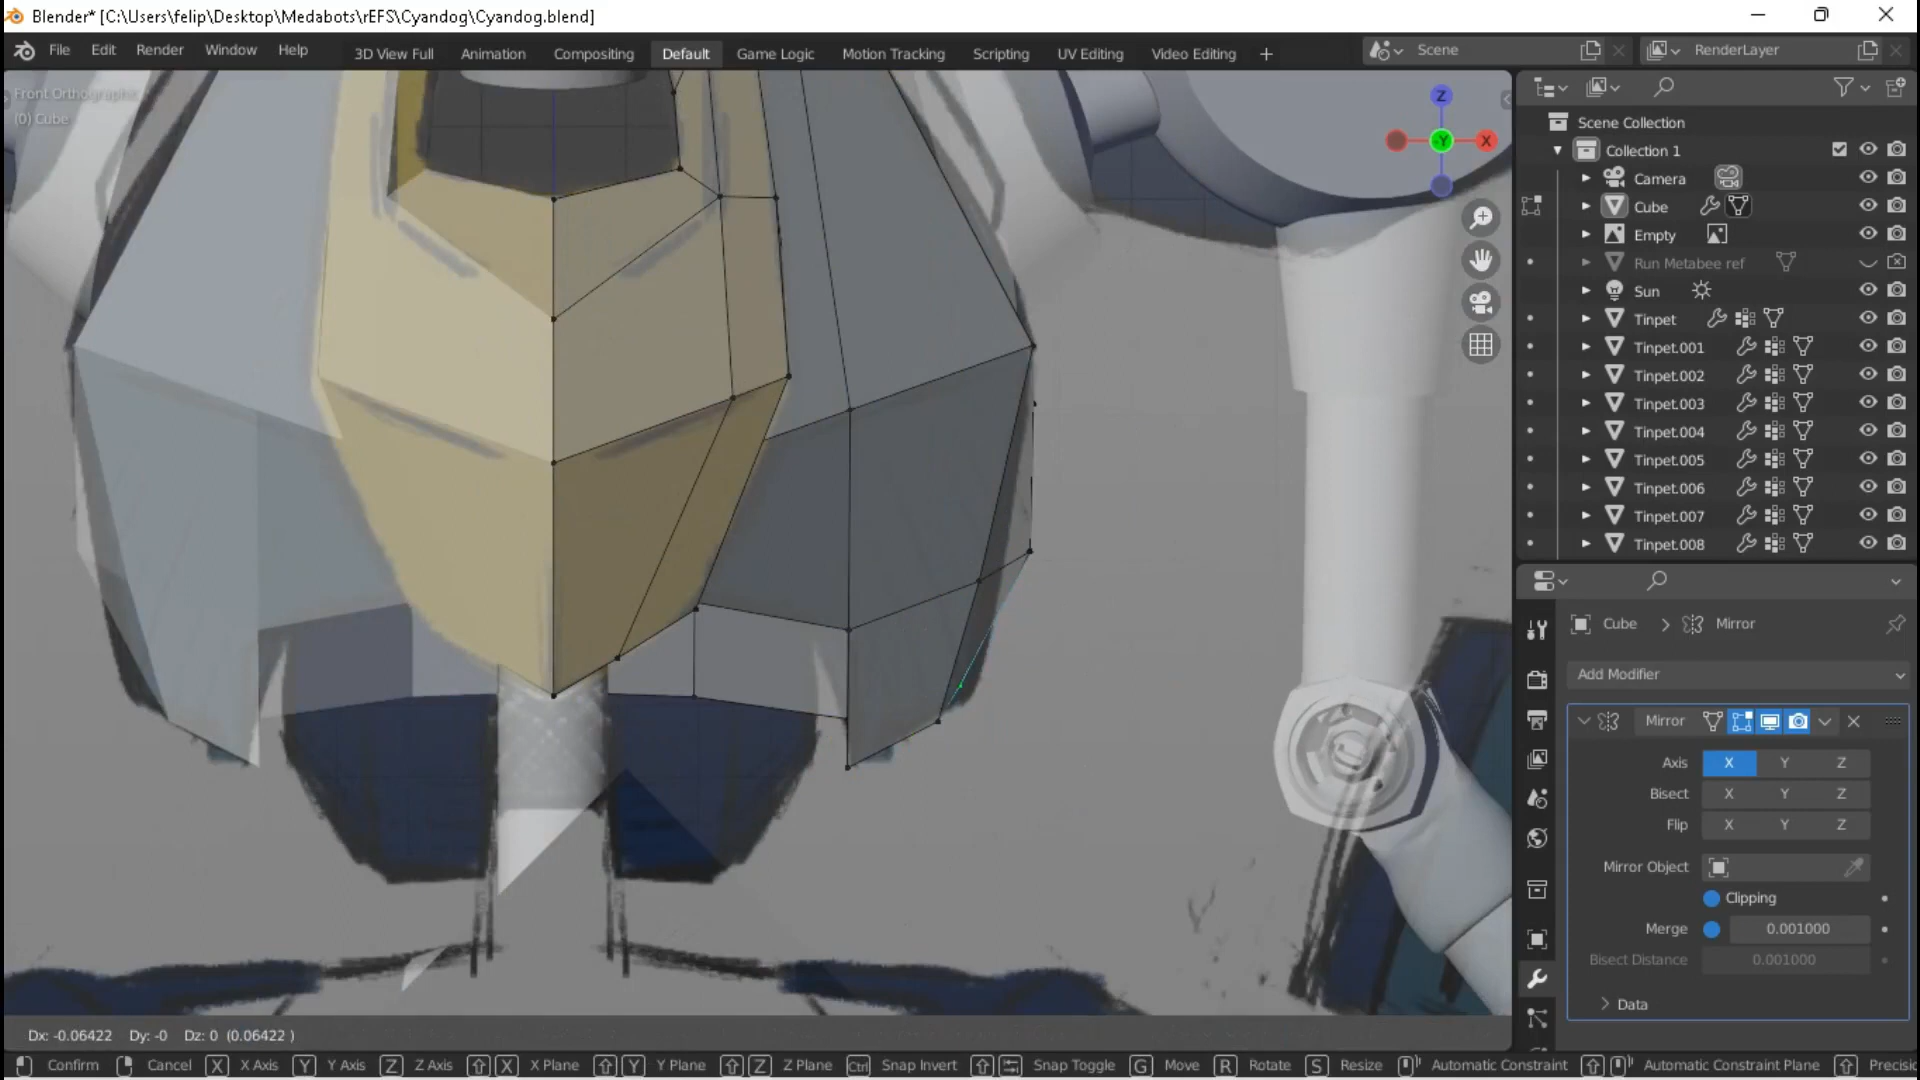 Blender* [C:\Users\felip\Desktop\Medabots\rEFS\Cyandog\Cyandog.blend]
File Edit Render Window Help 3D View Full Animation Compositing Default Game Logic Motion Tracking Scripting UV Editing Video Editing + Scene RenderLayer
Front Orthographic
(0) Cube
Z
Y
X
Scene Collection
Collection 1
Camera
Cube
Empty
Run Metabee ref
Sun
Tinpet
Tinpet.001
Tinpet.002
Tinpet.003
Tinpet.004
Tinpet.005
Tinpet.006
Tinpet.007
Tinpet.008
Cube > Mirror
Add Modifier
Mirror
Axis X Y Z
Bisect X Y Z
Flip X Y Z
Mirror Object
Clipping
Merge 0.001000
Bisect Distance 0.001000
Data
Dx: -0.06422 Dy: -0 Dz: 0 (0.06422 )
Confirm Cancel X X Axis Y Y Axis Z Z Axis X X Plane Y Y Plane Z Z Plane Ctrl Snap Invert Snap Toggle G Move R Rotate S Resize Automatic Constraint Automatic Constraint Plane Precisio